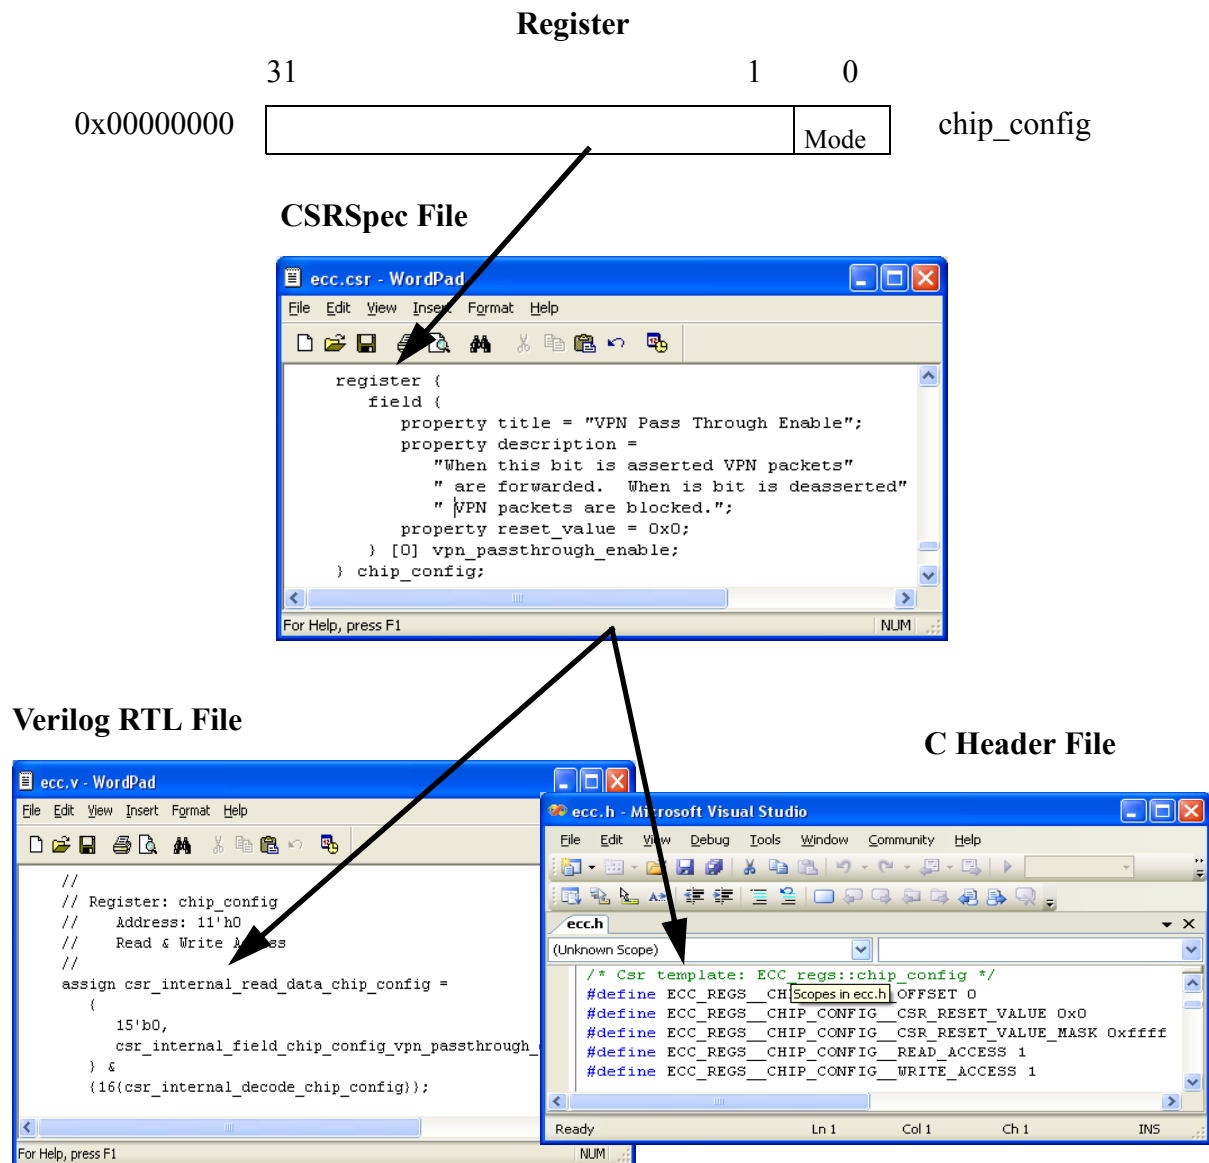 Register
31 1 0
0x00000000 Mode chip_config
CSRSpec File
ecc.csr - WordPad
File Edit View Insert Format Help
register {
field {
property title = "VPN Pass Through Enable";
property description =
"When this bit is asserted VPN packets"
" are forwarded.  When is bit is deasserted"
" VPN packets are blocked.";
property reset_value = 0x0;
} [0] vpn_passthrough_enable;
} chip_config;
For Help, press F1 NUM
Verilog RTL File
C Header File
ecc.v - WordPad
File Edit View Insert Format Help
//
// Register: chip_config
// Address: 11'h0
// Read & Write Access
//
assign csr_internal_read_data_chip_config =
{
15'b0,
csr_internal_field_chip_config_vpn_passthrough_
} &
{16{csr_internal_decode_chip_config}};
For Help, press F1 NUM
ecc.h - Microsoft Visual Studio
File Edit View Debug Tools Window Community Help
ecc.h
(Unknown Scope)
/* Csr template: ECC_regs::chip_config */
#define ECC_REGS__CHI Scopes in ecc.h OFFSET 0
#define ECC_REGS__CHIP_CONFIG__CSR_RESET_VALUE 0x0
#define ECC_REGS__CHIP_CONFIG__CSR_RESET_VALUE_MASK 0xffff
#define ECC_REGS__CHIP_CONFIG__READ_ACCESS 1
#define ECC_REGS__CHIP_CONFIG__WRITE_ACCESS 1
Ready Ln 1 Col 1 Ch 1 INS